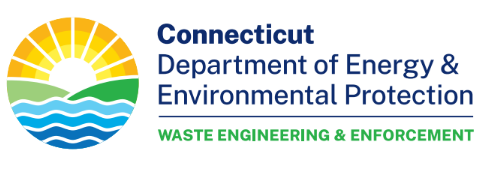 Connecticut
Department of Energy &
Environmental Protection
WASTE ENGINEERING & ENFORCEMENT